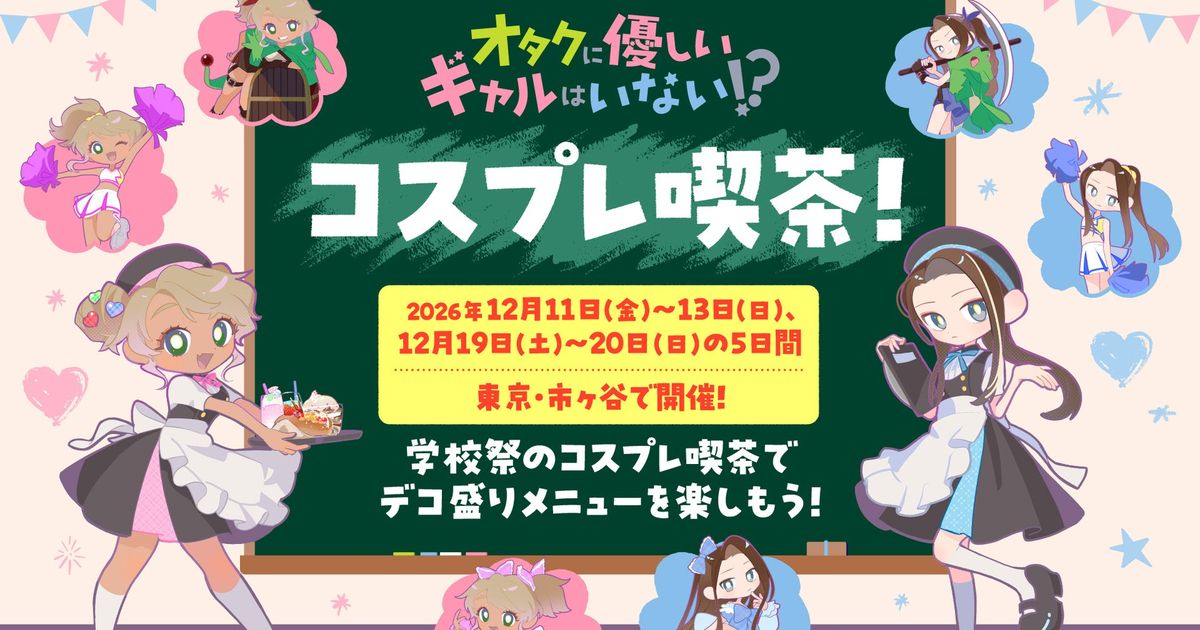 オタクに優しい
ギャルはいない!?
コスプレ喫茶!
2026年12月11日(金)～13日(日)、
12月19日(土)～20日(日)の5日間
東京・市ヶ谷で開催!
学校祭のコスプレ喫茶で
デコ盛りメニューを楽しもう!